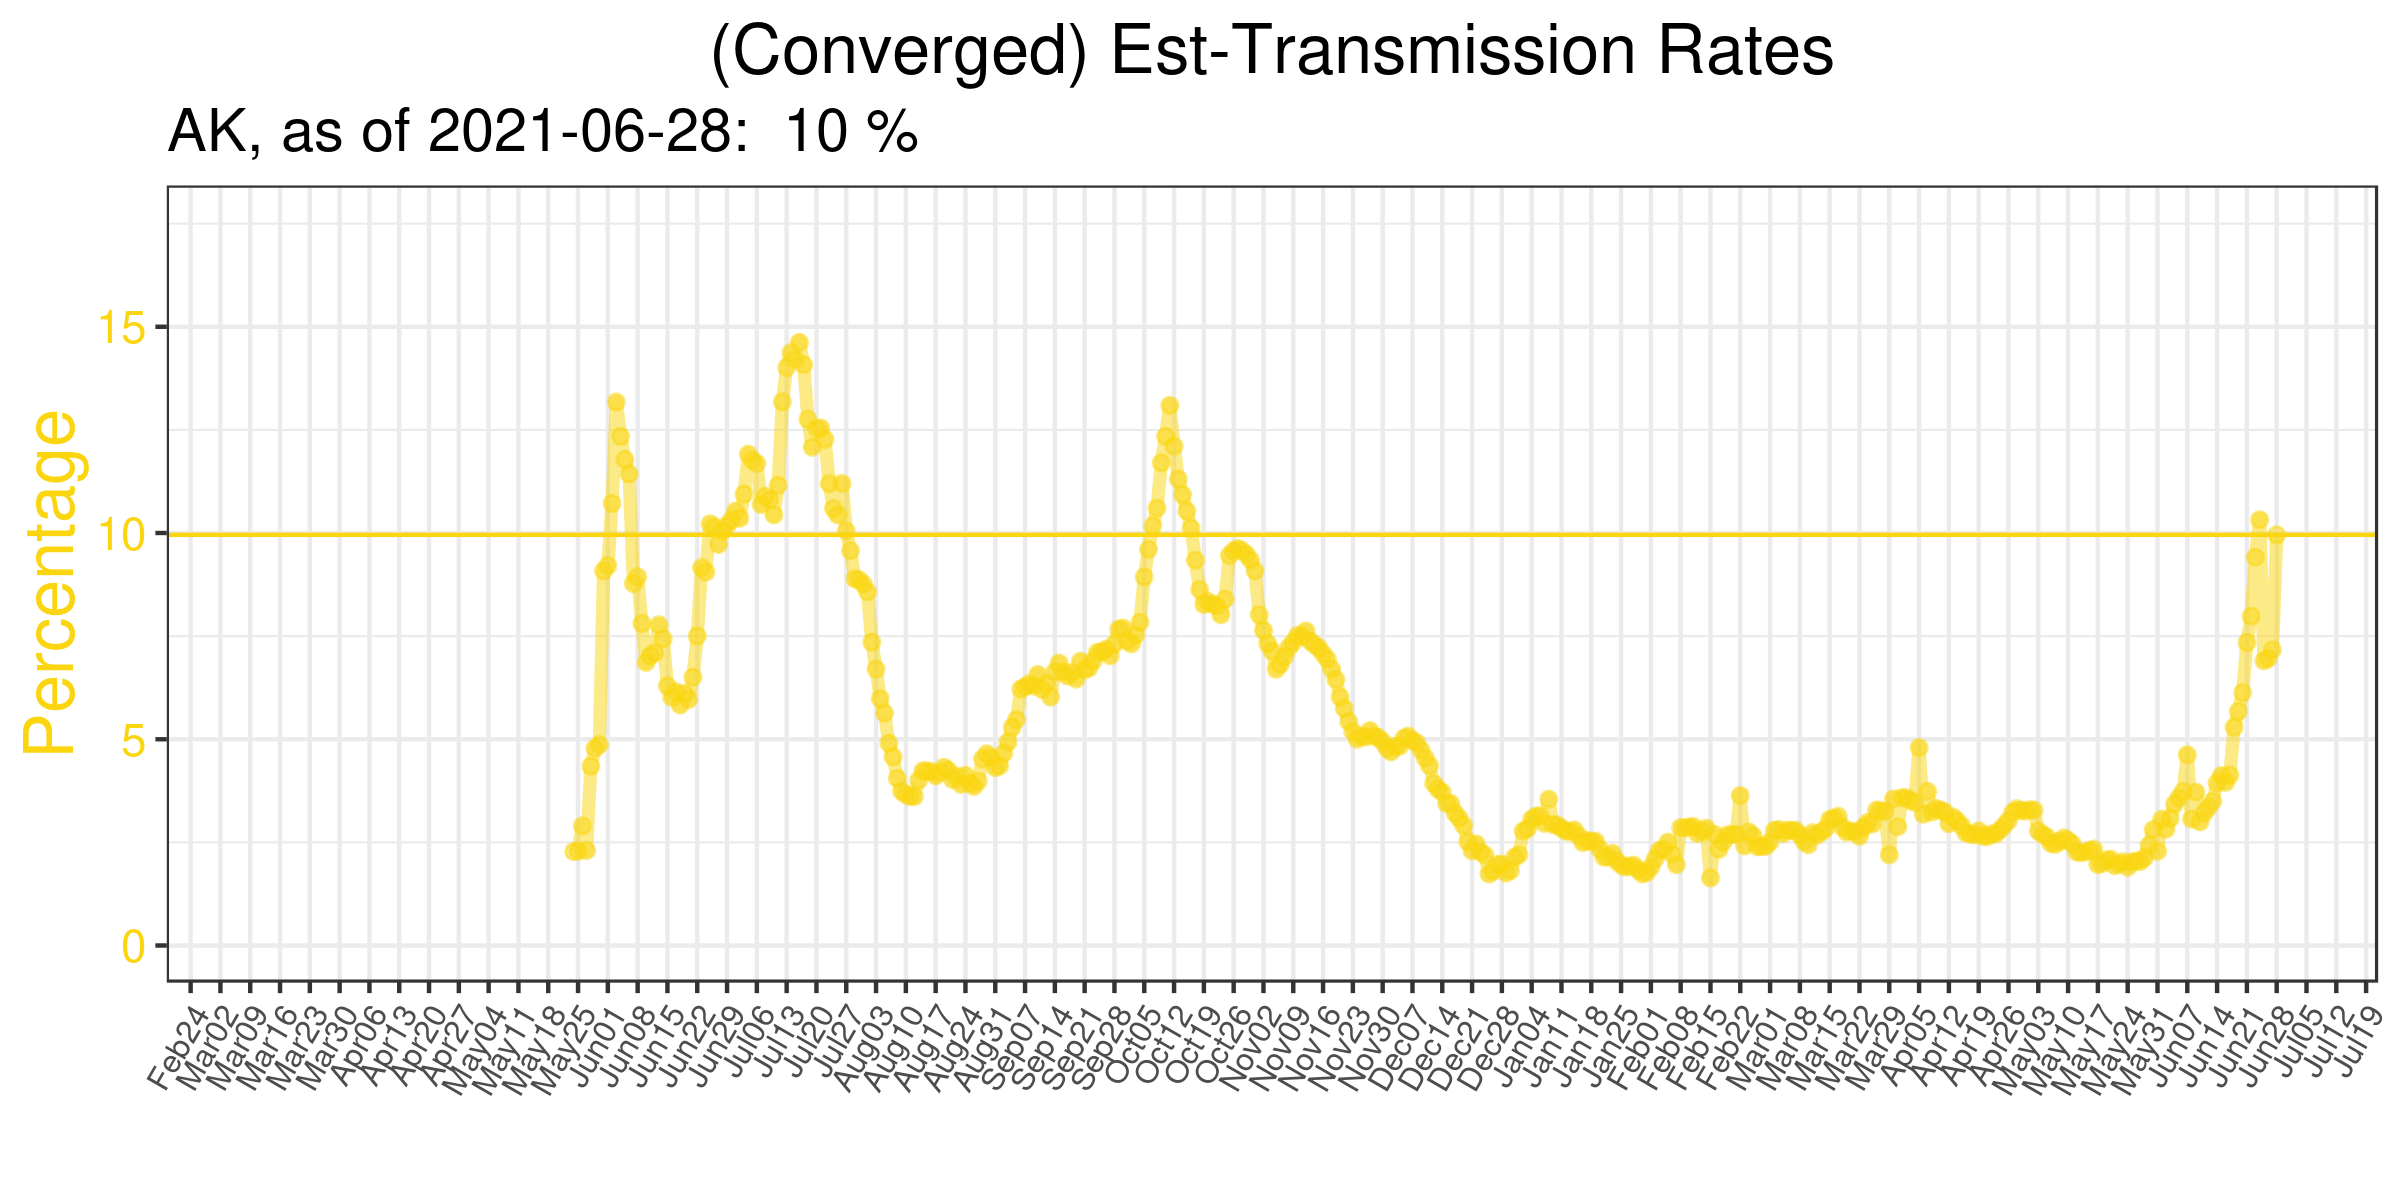 (Converged) Est-Transmission Rates
AK, as of 2021-06-28:  10 %
Percentage
15
10
5
0
Feb24
Mar02
Mar09
Mar16
Mar23
Mar30
Apr06
Apr13
Apr20
Apr27
May04
May11
May18
May25
Jun01
Jun08
Jun15
Jun22
Jun29
Jul06
Jul13
Jul20
Jul27
Aug03
Aug10
Aug17
Aug24
Aug31
Sep07
Sep14
Sep21
Sep28
Oct05
Oct12
Oct19
Oct26
Nov02
Nov09
Nov16
Nov23
Nov30
Dec07
Dec14
Dec21
Dec28
Jan04
Jan11
Jan18
Jan25
Feb01
Feb08
Feb15
Feb22
Mar01
Mar08
Mar15
Mar22
Mar29
Apr05
Apr12
Apr19
Apr26
May03
May10
May17
May24
May31
Jun07
Jun14
Jun21
Jun28
Jul05
Jul12
Jul19